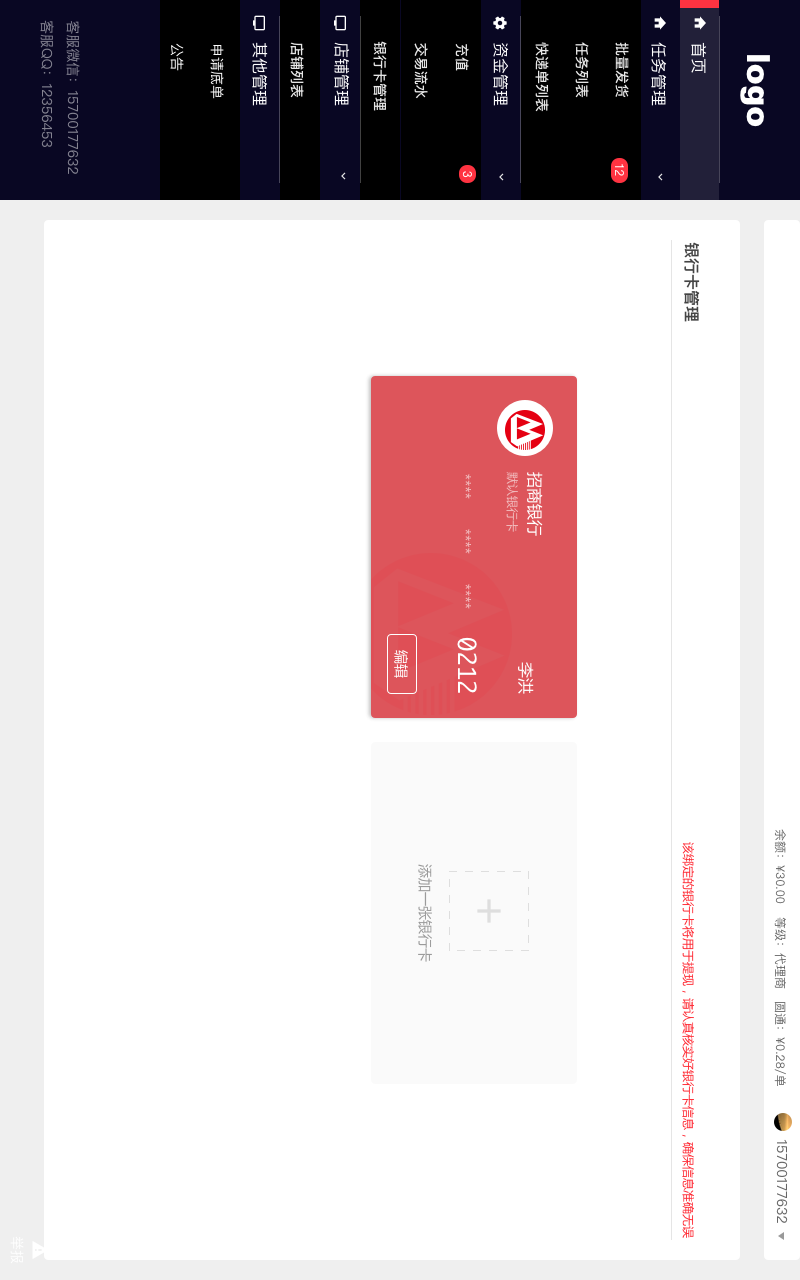 logo
首页
任务管理
批量发货
12
任务列表
快递单列表
资金管理
充值
3
交易流水
银行卡管理
店铺管理
店铺列表
其他管理
申请底单
公告
客服微信：15700177632
客服QQ：12356453
余额：¥30.00 等级：代理商 圆通：¥0.28/单
15700177632
银行卡管理
该绑定的银行卡将用于提现，请认真核实好银行卡信息，确保信息准确无误
招商银行
默认银行卡
李洪
**** **** **** 0212
编辑
添加一张银行卡
举报